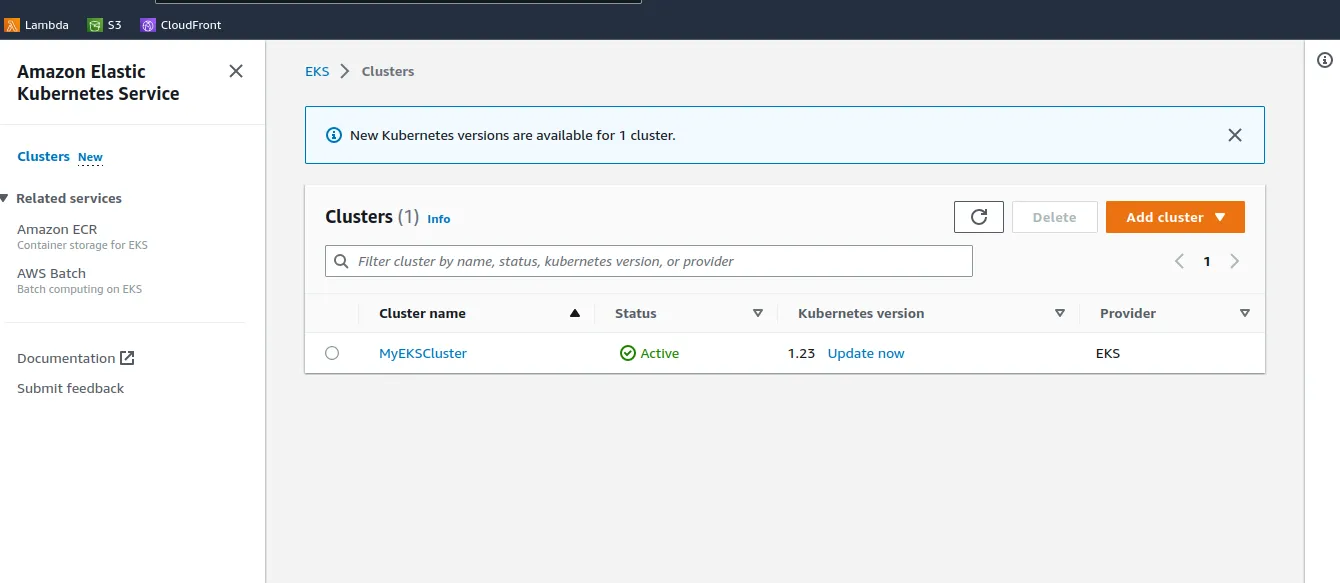 Lambda S3 CloudFront
Amazon Elastic
Kubernetes Service
Clusters New
Related services
Amazon ECR
Container storage for EKS
AWS Batch
Batch computing on EKS
Documentation
Submit feedback
EKS Clusters
New Kubernetes versions are available for 1 cluster.
Clusters (1) Info
Delete
Add cluster
Filter cluster by name, status, kubernetes version, or provider
1
Cluster name Status Kubernetes version Provider
MyEKSCluster Active 1.23 Update now EKS